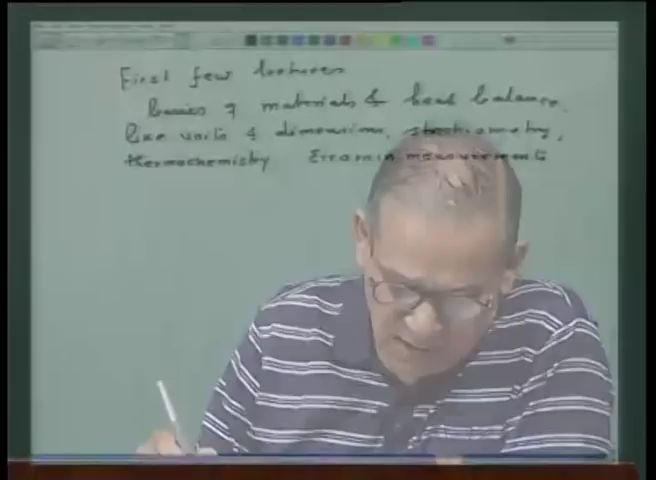 First few lectures
basics of materials & heat balance.
like units & dimensions, stoichiometry,
thermochemistry Errors in measurements